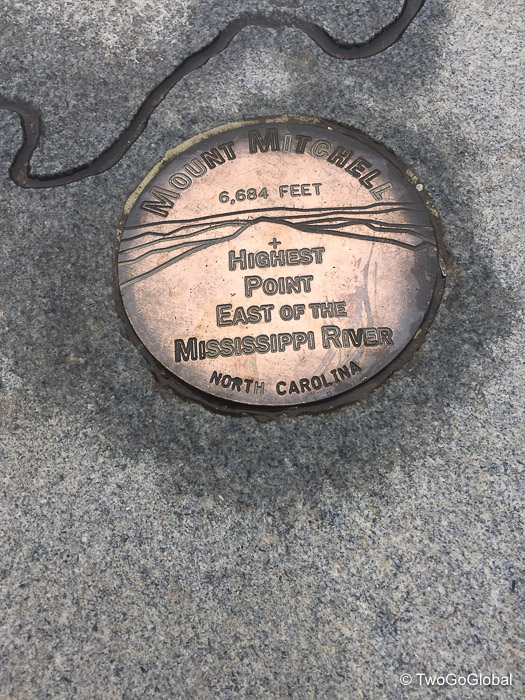 Mount Mitchell
6,684 FEET
+
HIGHEST
POINT
EAST OF THE
MISSISSIPPI RIVER
NORTH CAROLINA
© TwoGoGlobal